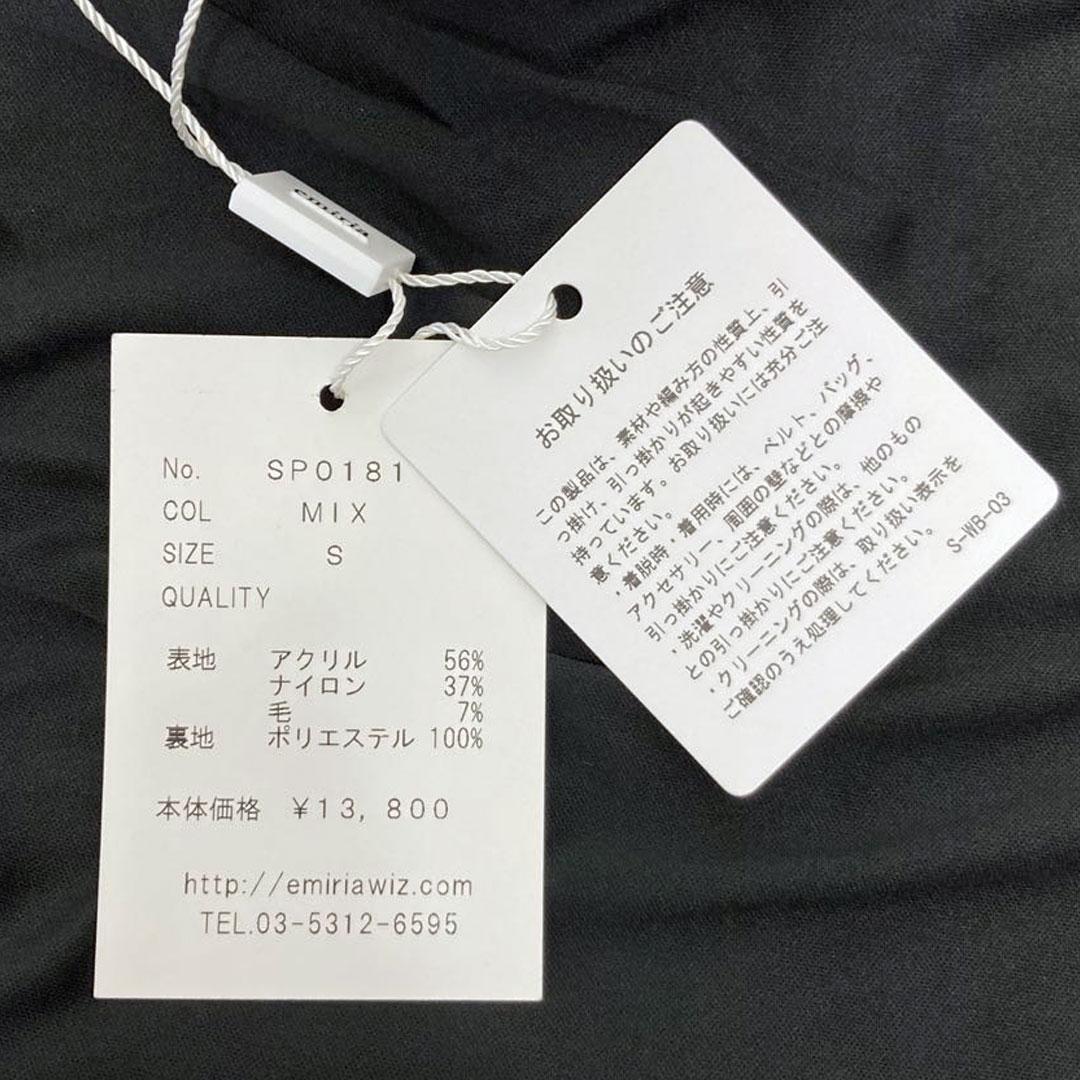 emiria
No. SP0181
COL MIX
SIZE S
QUALITY
表地 アクリル 56%
ナイロン 37%
毛 7%
裏地 ポリエステル 100%
本体価格 ¥13,800
http://emiriawiz.com
TEL.03-5312-6595
お取り扱いのご注意
この製品は、素材や編み方の性質上、引
っ掛け、引っ掛かりが起きやすい性質を
持っています。お取り扱いには充分ご注
意ください。
・着脱時・着用時には、ベルト、バッグ、
アクセサリー、周囲の壁などとの摩擦や
引っ掛かりにご注意ください。
・洗濯やクリーニングの際は、他のもの
との引っ掛かりにご注意ください。
・クリーニングの際は、取り扱い表示を
ご確認のうえ処理してください。
S-WB-03